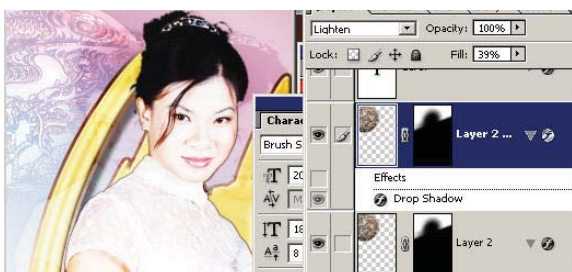 Lighten
Opacity: 100%
Lock:
Fill: 39%
Layer 2 ...
Effects
Drop Shadow
Layer 2
Charac
Brush S
20
18
8